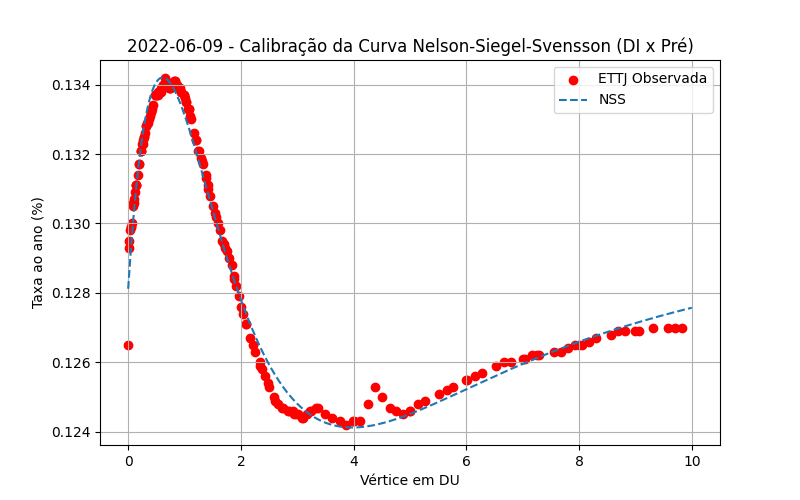 2022-06-09 - Calibração da Curva Nelson-Siegel-Svensson (DI x Pré)
ETTJ Observada
NSS
Taxa ao ano (%)
0.134
0.132
0.130
0.128
0.126
0.124
0 2 4 6 8 10
Vértice em DU